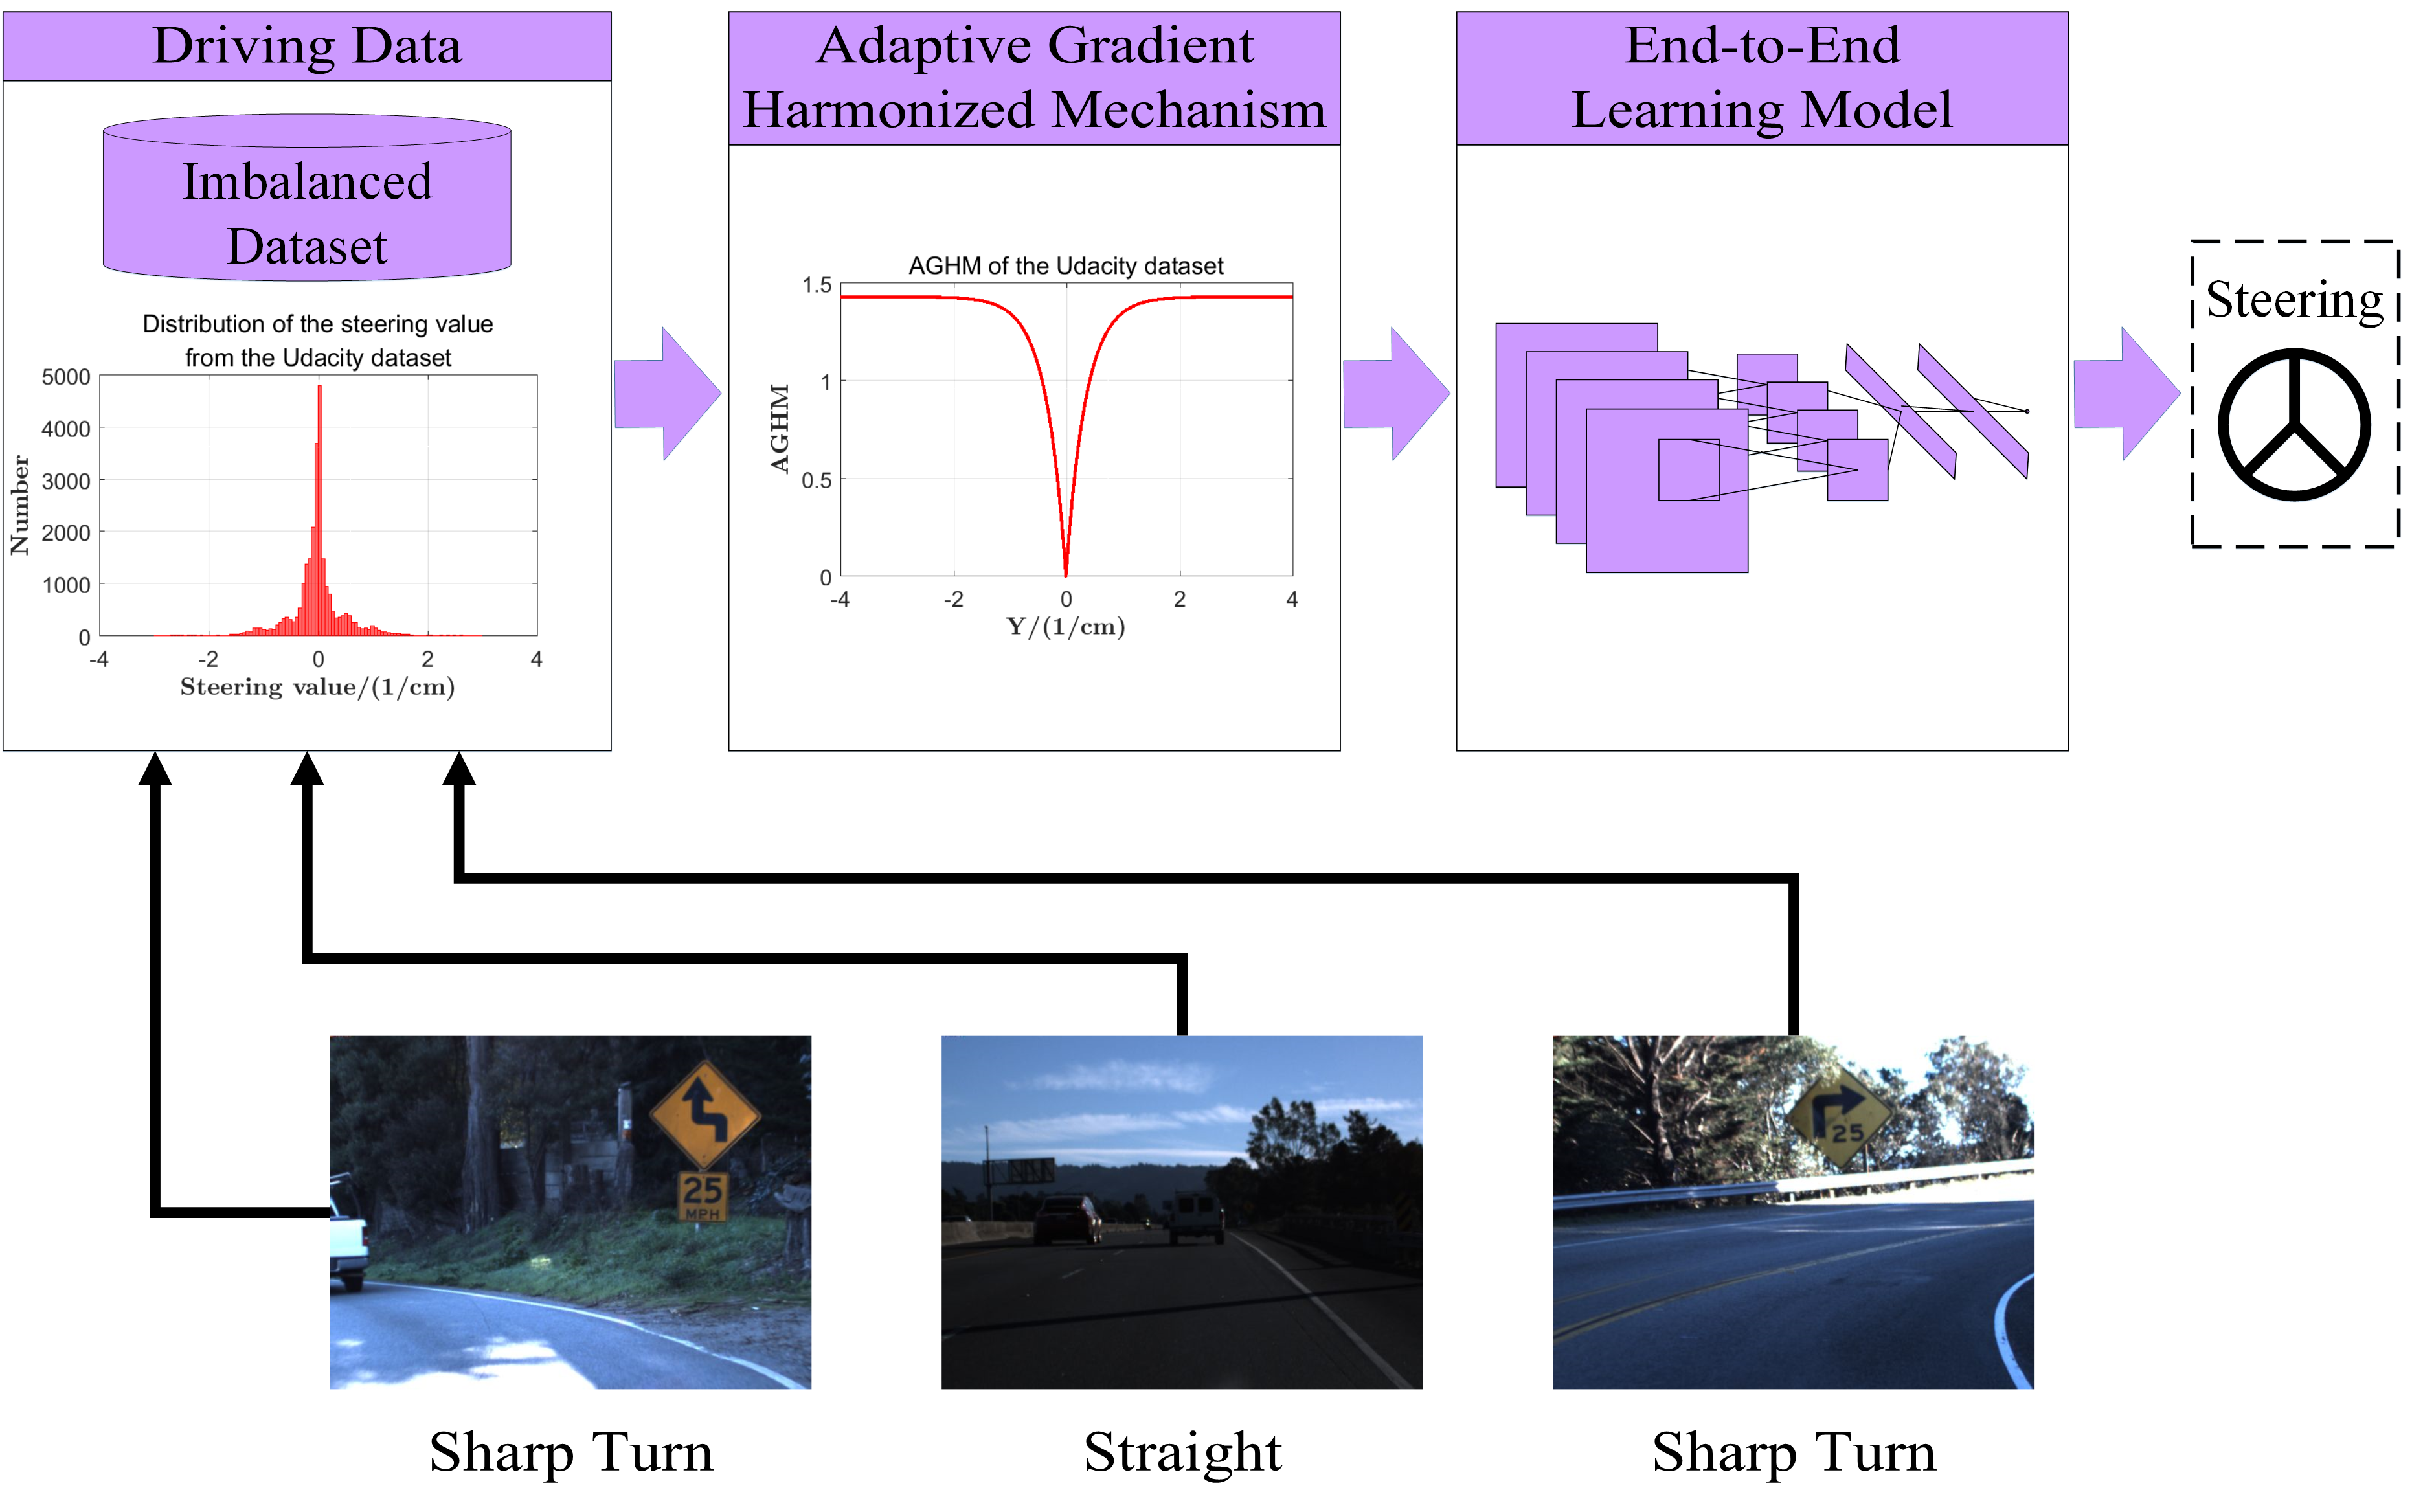 Driving Data
Imbalanced
Dataset
Distribution of the steering value
from the Udacity dataset
5000
4000
3000
2000
1000
0
Number
-4 -2 0 2 4
Steering value/(1/cm)
Adaptive Gradient
Harmonized Mechanism
AGHM of the Udacity dataset
1.5
1
0.5
0
AGHM
-4 -2 0 2 4
Y/(1/cm)
End-to-End
Learning Model
Steering
25
MPH
25
Sharp Turn
Straight
Sharp Turn